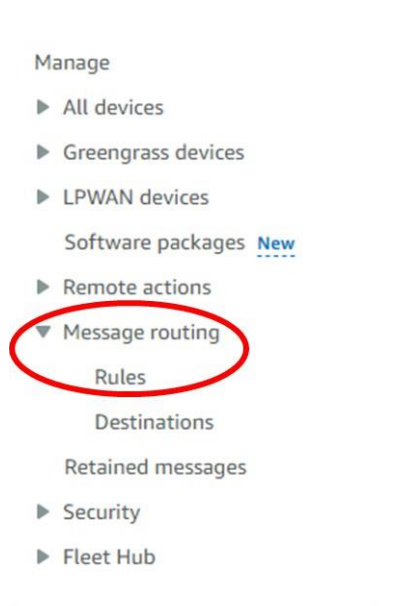 Manage
All devices
Greengrass devices
LPWAN devices
Software packages New
Remote actions
Message routing
Rules
Destinations
Retained messages
Security
Fleet Hub